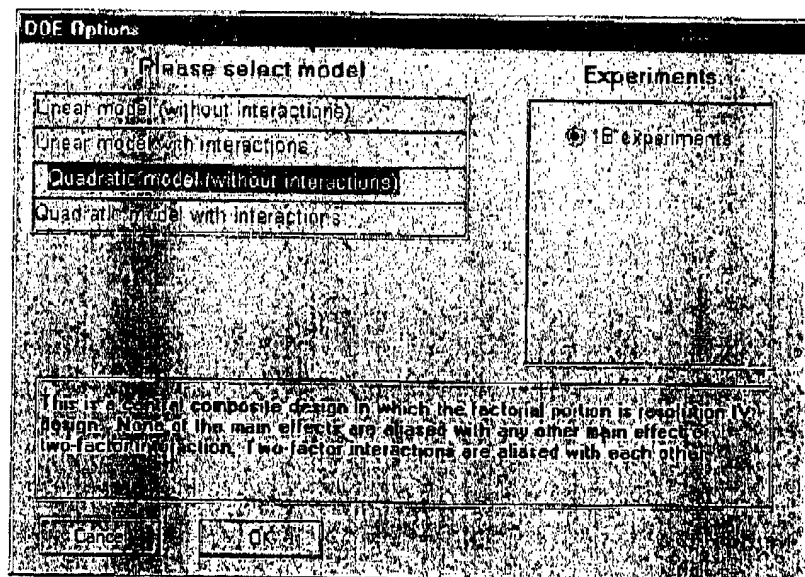 DOE Options
Please select model
Linear model (without interactions)
Linear model with interactions
Quadratic model (without interactions)
Quadratic model with interactions
Experiments
experiments
This is a central composite design in which the factorial portion is resolution IV
design. None of the main effects are aliased with any other main effect or
two-factor interaction. Two-factor interactions are aliased with each other
Cancel
OK